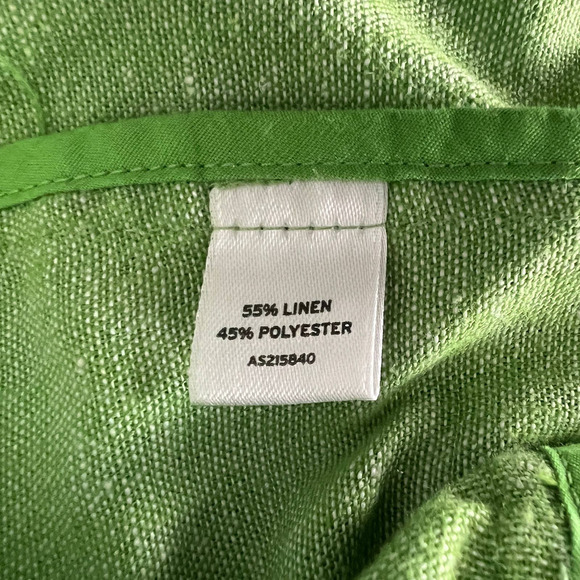 55% LINEN
45% POLYESTER
AS215840